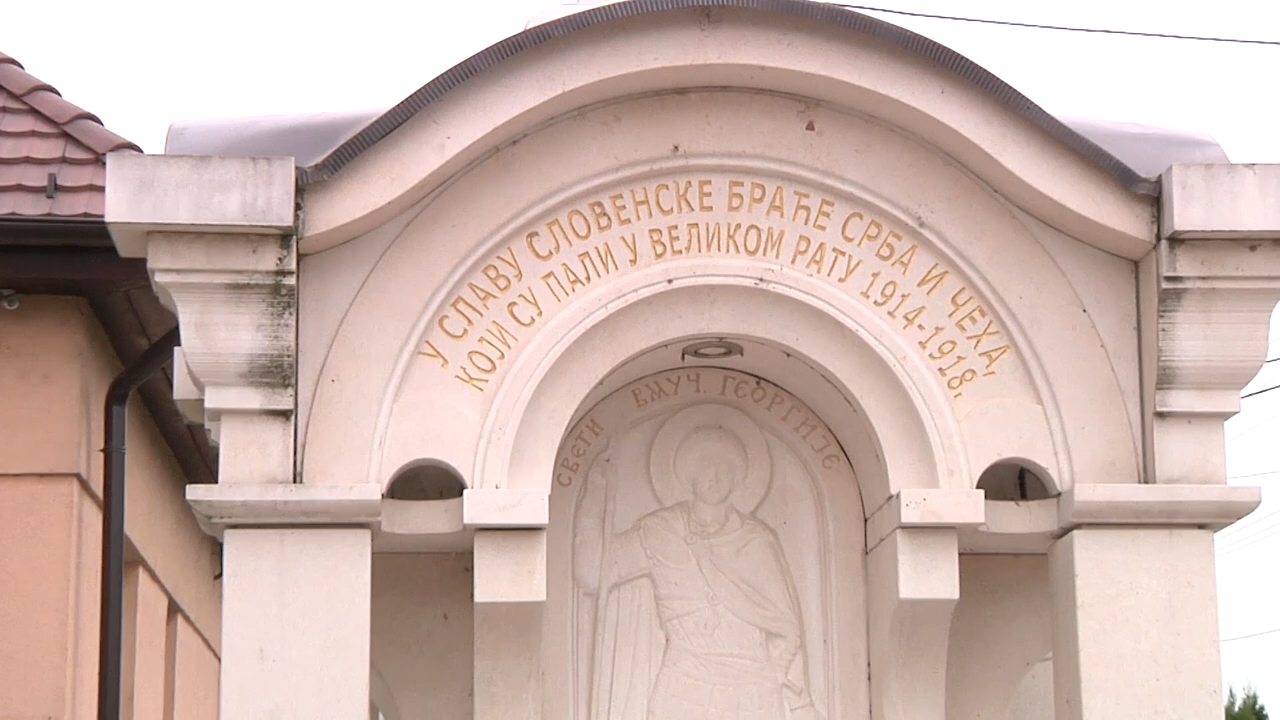 У СЛАВУ СЛОВЕНСКЕ БРАЋЕ СРБА И ЧЕХА,
КОЈИ СУ ПАЛИ У ВЕЛИКОМ РАТУ 1914-1918.
СВЕТИ ВМУЧ. ГЕОРГИЈЕ